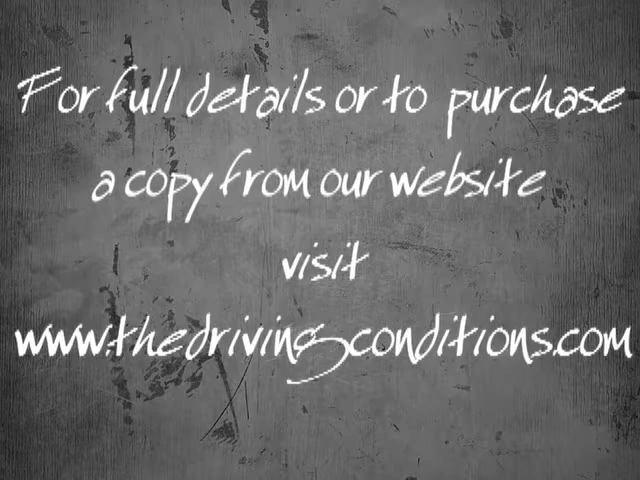 For full details or to purchase
a copy from our website
visit
www.thedrivingconditions.com